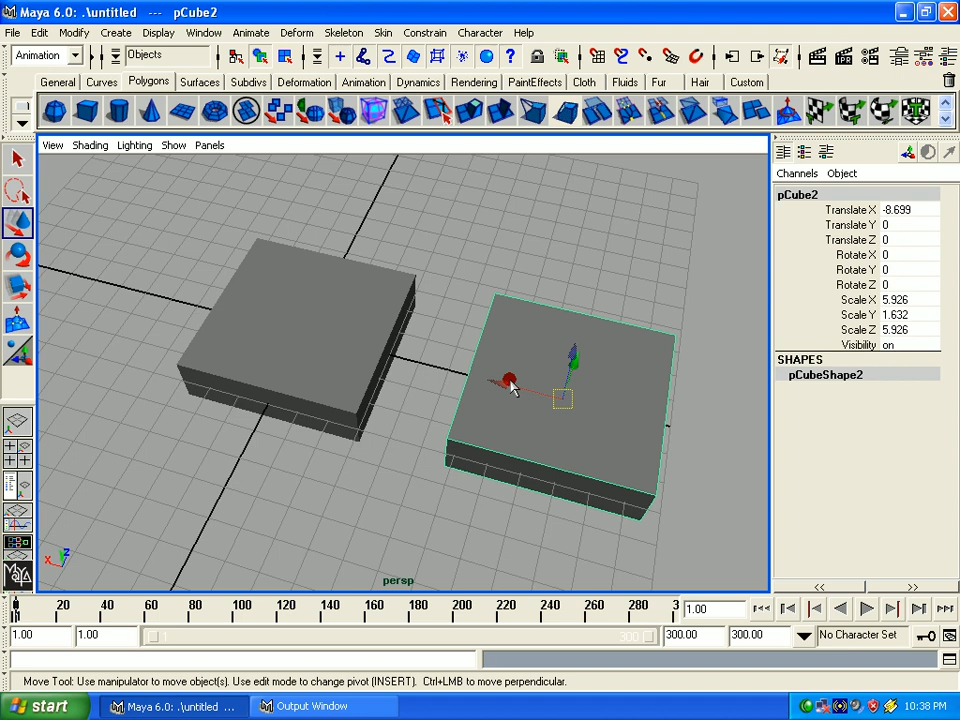 Maya 6.0: .\untitled --- pCube2
File Edit Modify Create Display Window Animate Deform Skeleton Skin Constrain Character Help
Animation Objects
General Curves Polygons Surfaces Subdivs Deformation Animation Dynamics Rendering PaintEffects Cloth Fluids Fur Hair Custom
View Shading Lighting Show Panels
Channels Object
pCube2
Translate X -8.699
Translate Y 0
Translate Z 0
Rotate X 0
Rotate Y 0
Rotate Z 0
Scale X 5.926
Scale Y 1.632
Scale Z 5.926
Visibility on
SHAPES
pCubeShape2
X Z
persp
<< >>
20 40 60 80 100 120 140 160 180 200 220 240 260 280 3 1.00
1.00 1.00 1 300 300.00 300.00 No Character Set
Move Tool: Use manipulator to move object(s). Use edit mode to change pivot (INSERT). Ctrl+LMB to move perpendicular.
start Maya 6.0: .\untitled ... Output Window 10:38 PM